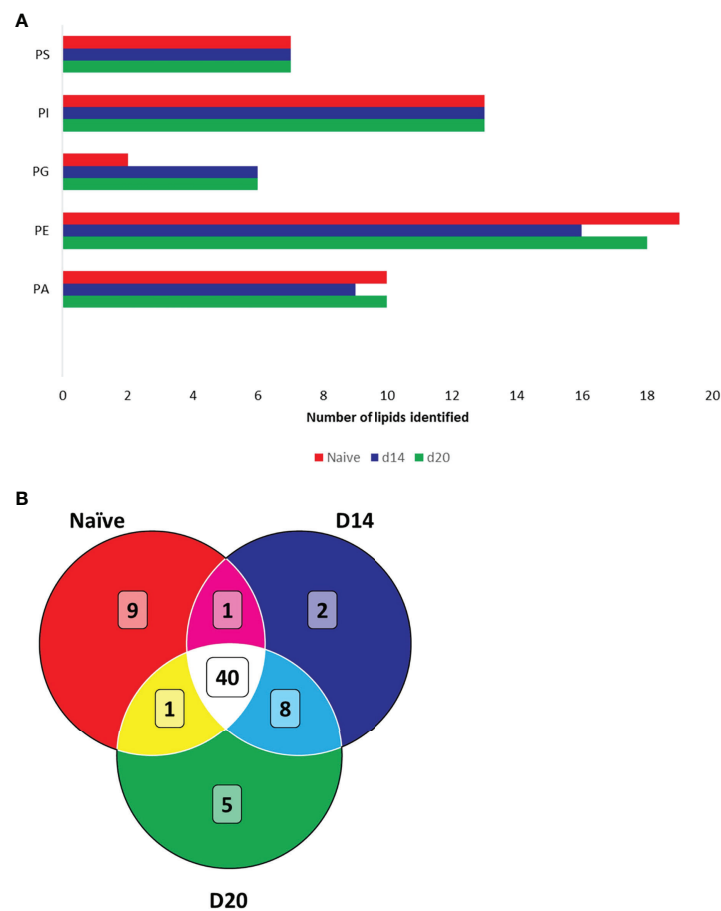 A
PS
PI
PG
PE
PA
0 2 4 6 8 10 12 14 16 18 20
Number of lipids identified
Naive d14 d20
B
Naïve D14
9 1 2
40
1 8
5
D20